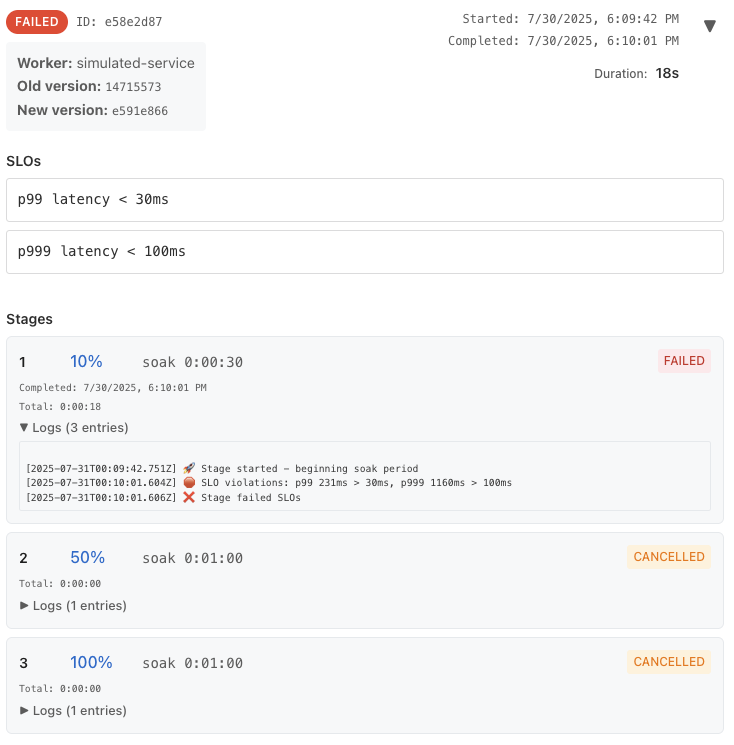 FAILED ID: e58e2d87
Started: 7/30/2025, 6:09:42 PM
Completed: 7/30/2025, 6:10:01 PM
Duration: 18s
Worker: simulated-service
Old version: 14715573
New version: e591e866
SLOs
p99 latency < 30ms
p999 latency < 100ms
Stages
1 10% soak 0:00:30 FAILED
Completed: 7/30/2025, 6:10:01 PM
Total: 0:00:18
▼ Logs (3 entries)
[2025-07-31T00:09:42.751Z] 🚀 Stage started – beginning soak period
[2025-07-31T00:10:01.604Z] 🛑 SLO violations: p99 231ms > 30ms, p999 1160ms > 100ms
[2025-07-31T00:10:01.606Z] ❌ Stage failed SLOs
2 50% soak 0:01:00 CANCELLED
Total: 0:00:00
▶ Logs (1 entries)
3 100% soak 0:01:00 CANCELLED
Total: 0:00:00
▶ Logs (1 entries)